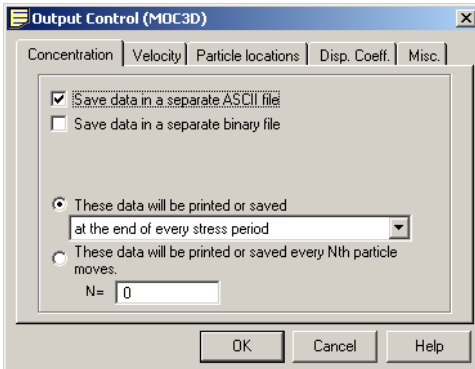 Output Control (MOC3D)
Concentration Velocity Particle locations Disp. Coeff. Misc.
Save data in a separate ASCII file
Save data in a separate binary file
These data will be printed or saved
at the end of every stress period
These data will be printed or saved every Nth particle
moves.
N= 0
OK Cancel Help